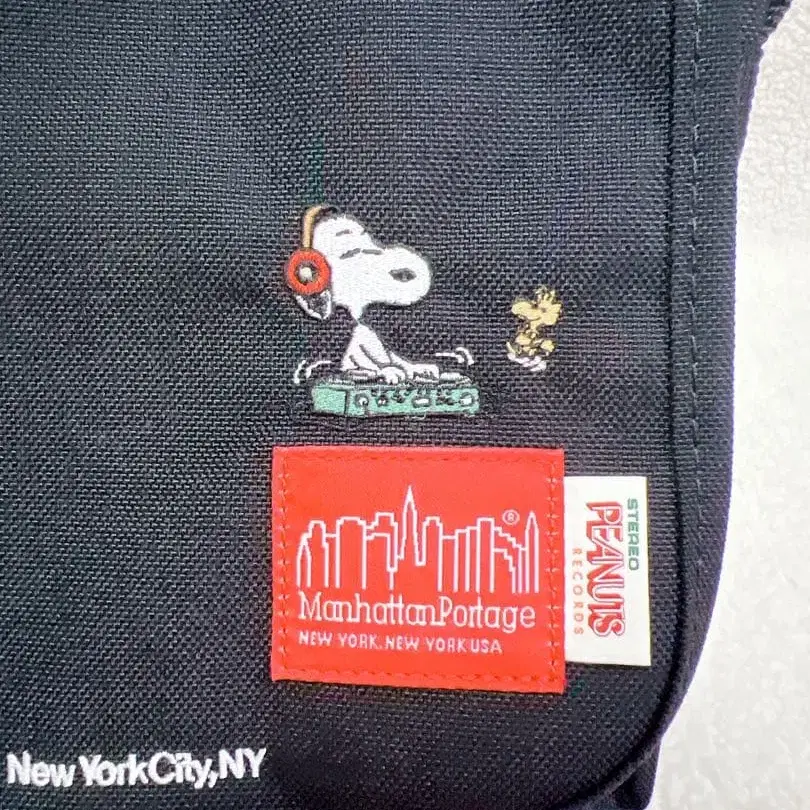 ManhattanPortage®
NEW YORK, NEW YORK USA
STEREO
PEANUTS
RECORDS
New York City, NY